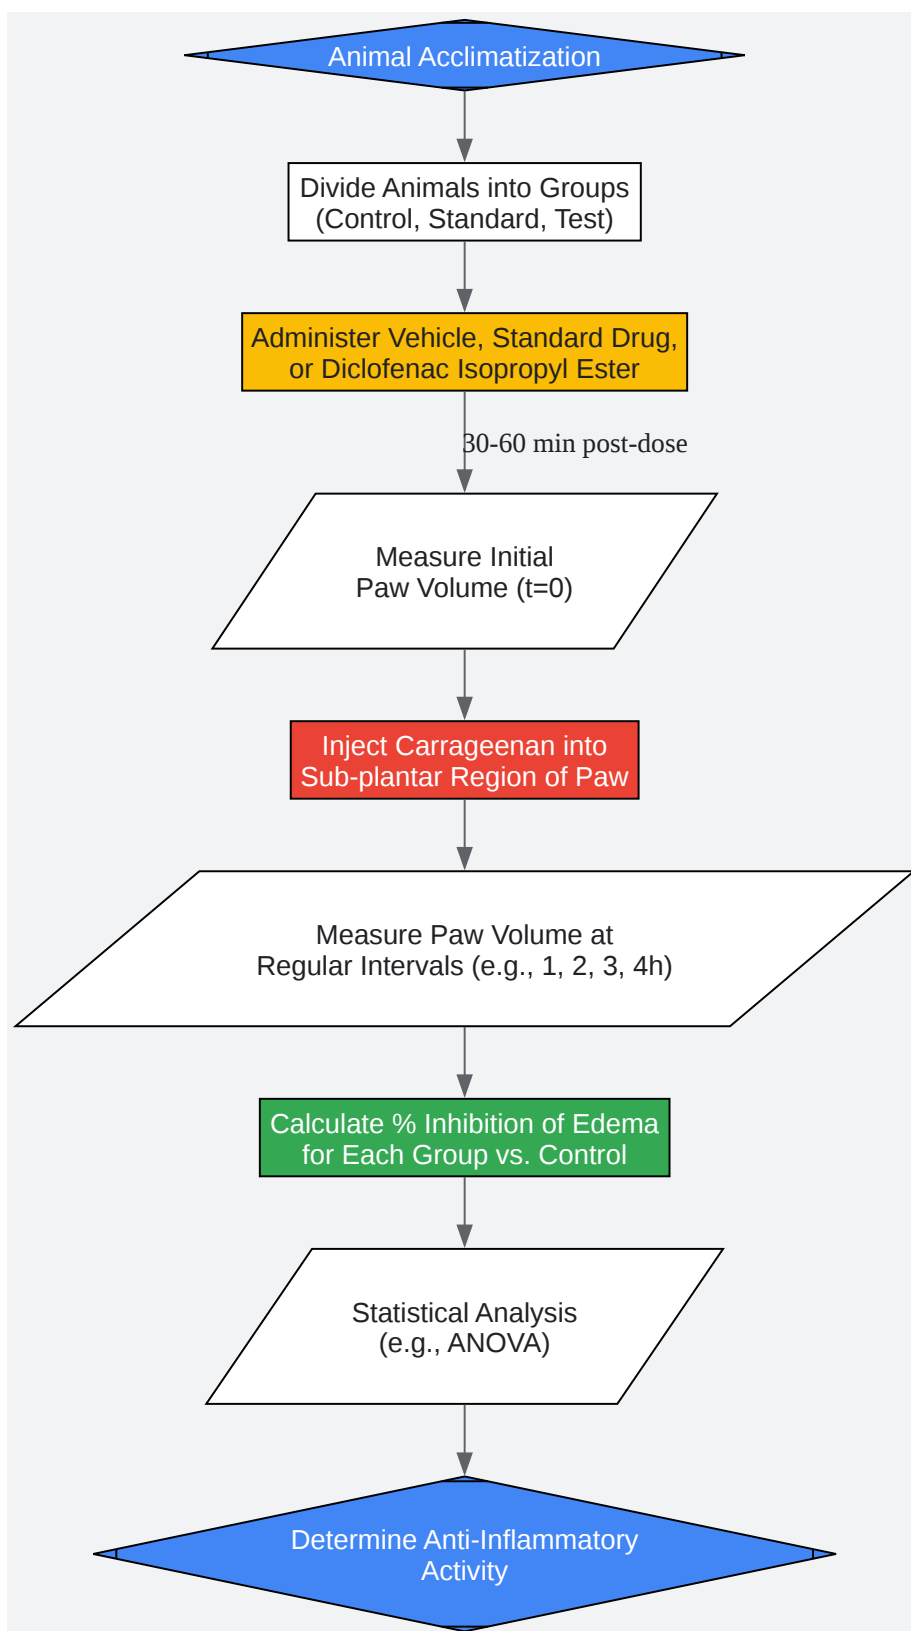 Animal Acclimatization
Divide Animals into Groups
(Control, Standard, Test)
Administer Vehicle, Standard Drug,
or Diclofenac Isopropyl Ester
30-60 min post-dose
Measure Initial
Paw Volume (t=0)
Inject Carrageenan into
Sub-plantar Region of Paw
Measure Paw Volume at
Regular Intervals (e.g., 1, 2, 3, 4h)
Calculate % Inhibition of Edema
for Each Group vs. Control
Statistical Analysis
(e.g., ANOVA)
Determine Anti-Inflammatory
Activity